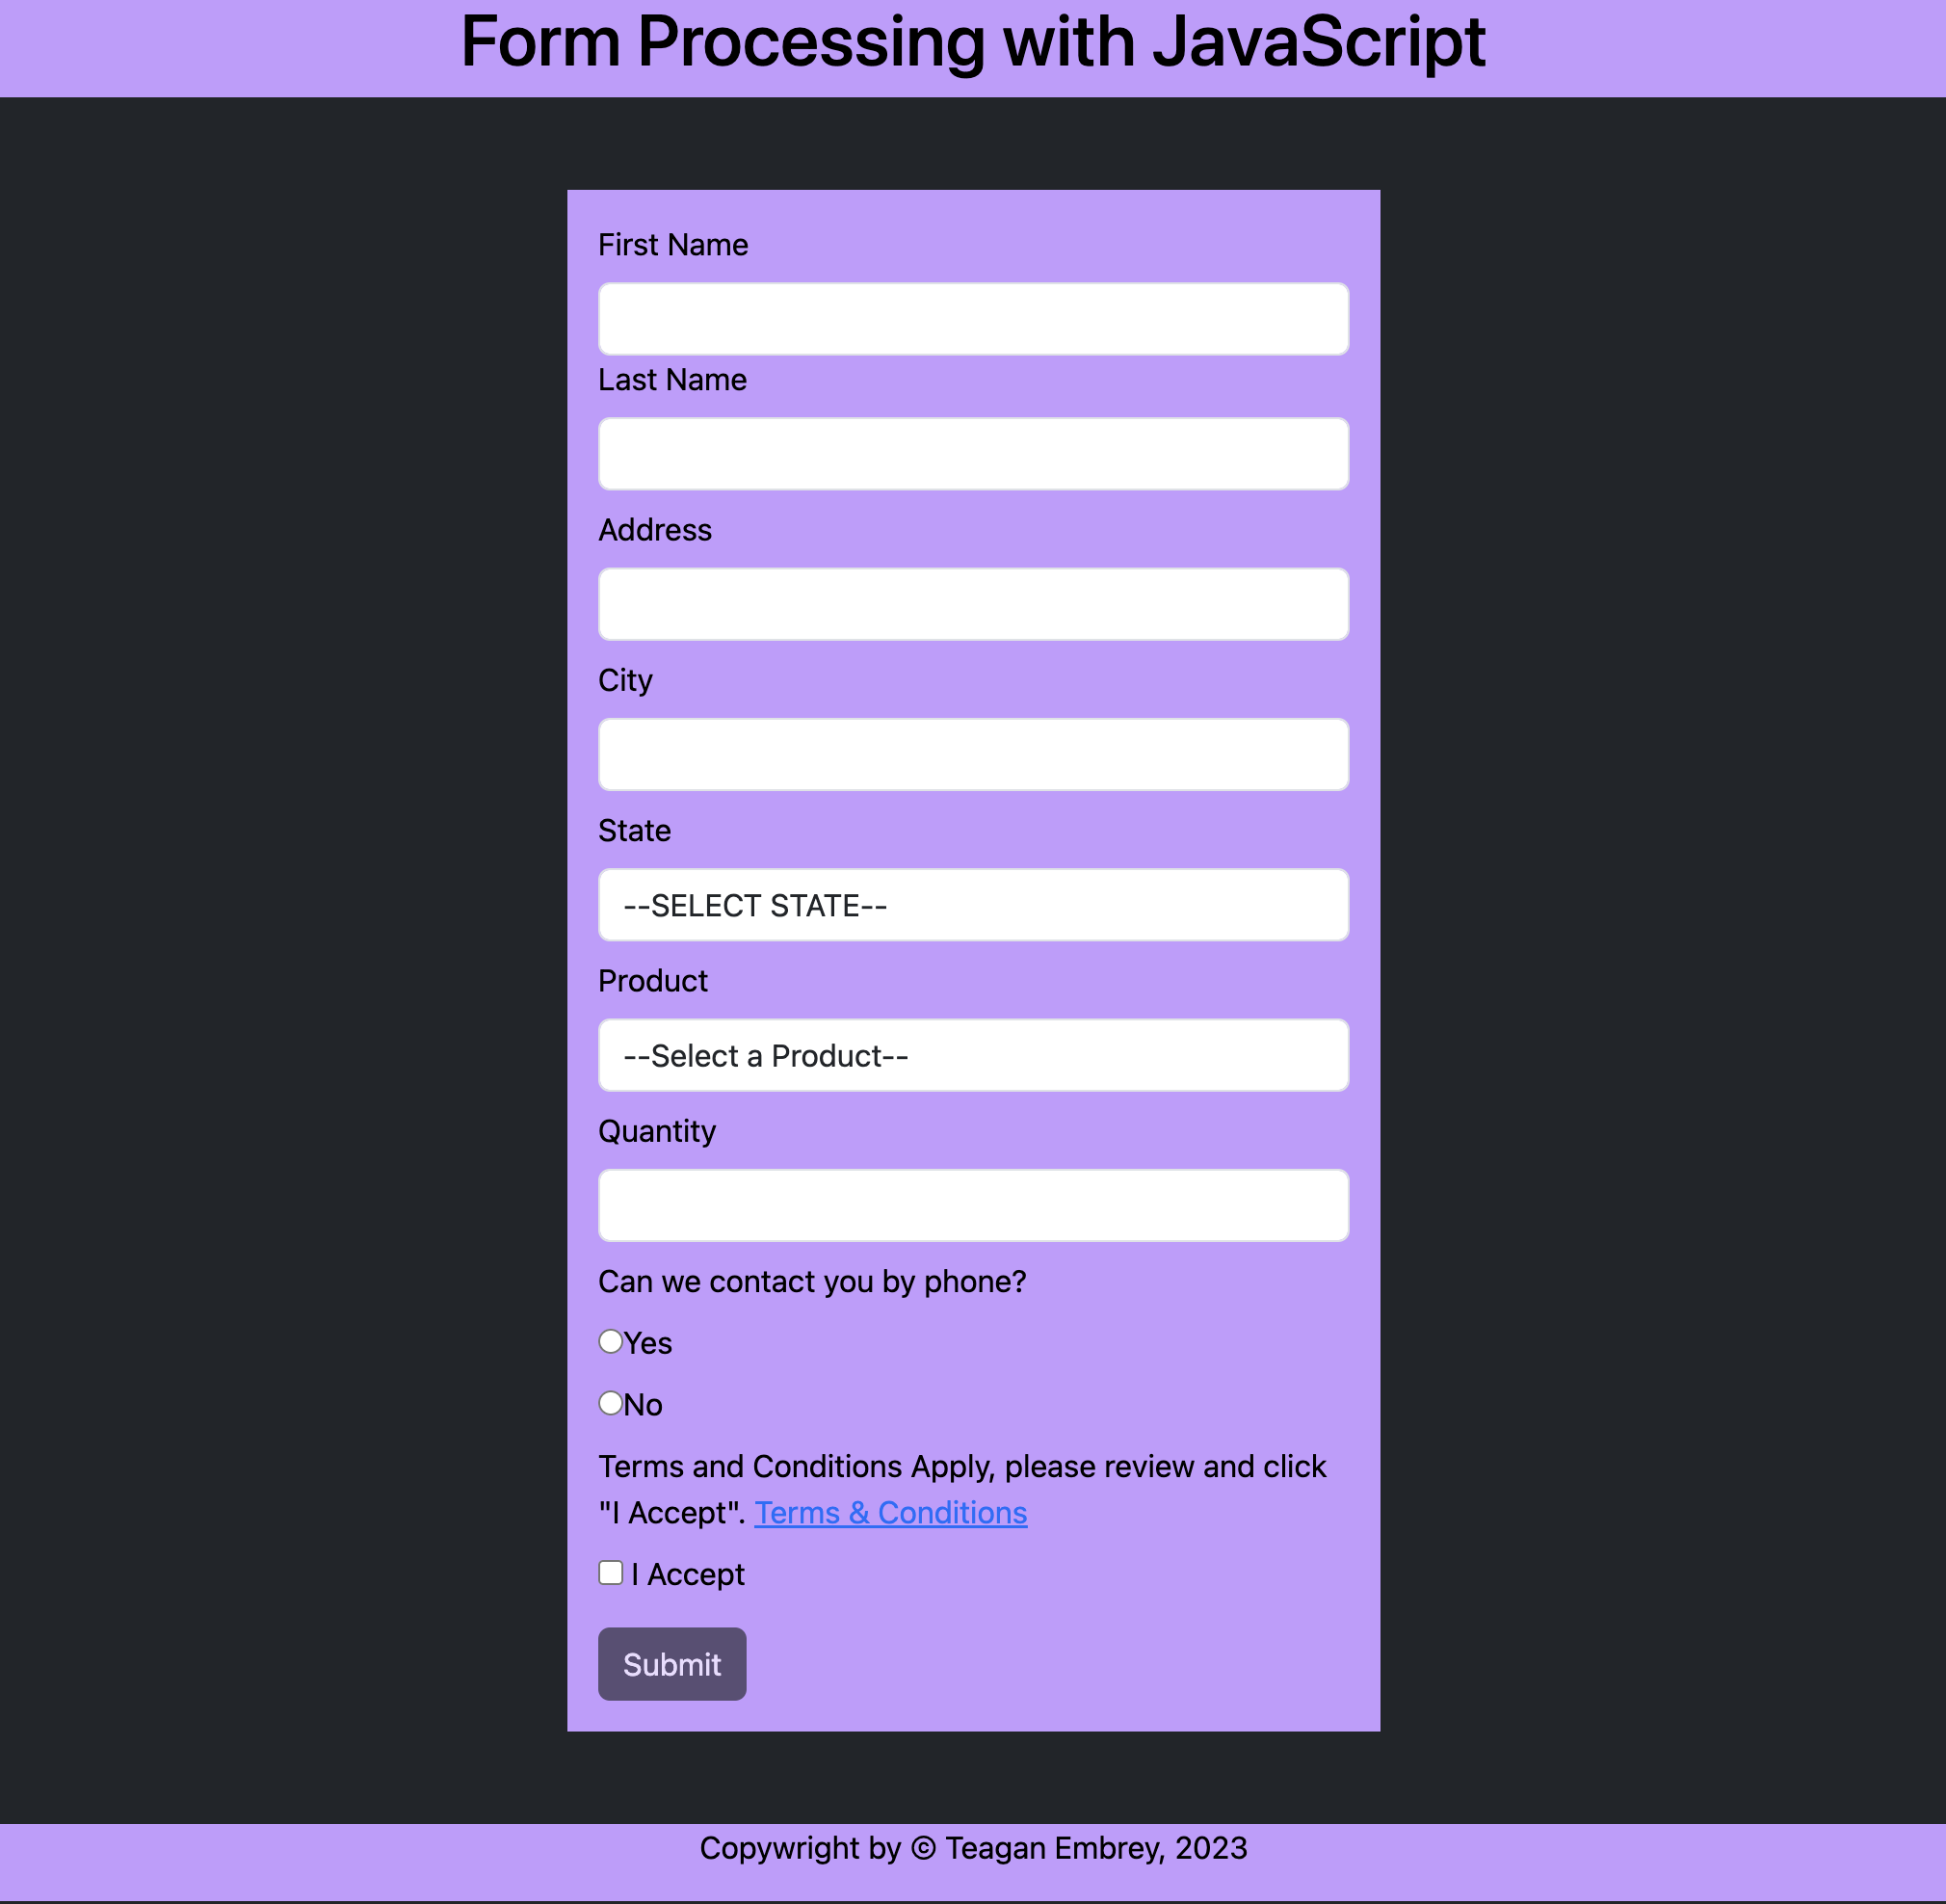 Form Processing with JavaScript
First Name
Last Name
Address
City
State
--SELECT STATE--
Product
--Select a Product--
Quantity
Can we contact you by phone?
Yes
No
Terms and Conditions Apply, please review and click
"I Accept". Terms & Conditions
I Accept
Submit
Copywright by © Teagan Embrey, 2023